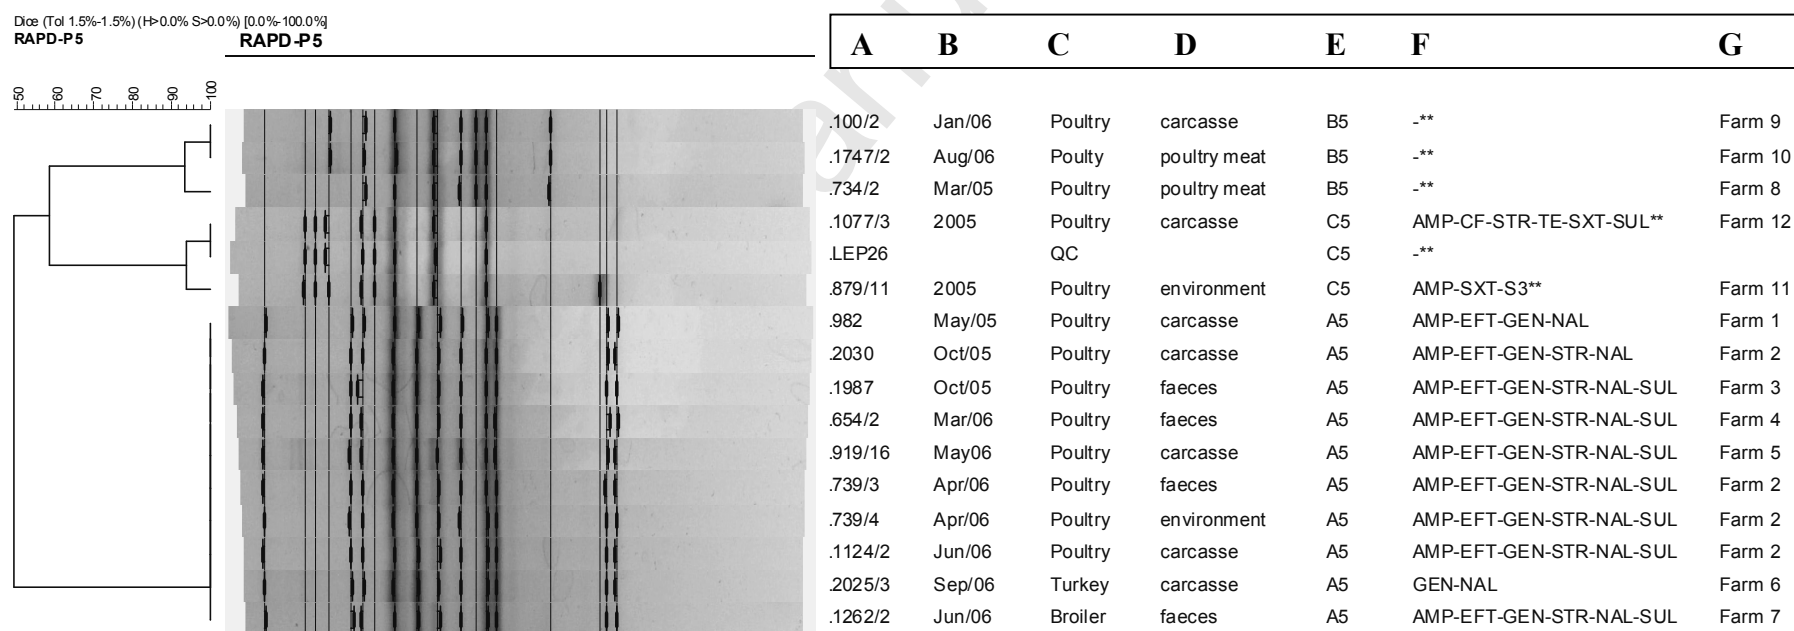 Dice (Tol 1.5%-1.5%) (H>0.0% S>0.0%) [0.0%-100.0%]
RAPD-P5 RAPD-P5
A B C D E F G
50 60 70 80 90 100
.100/2 Jan/06 Poultry carcasse B5 -** Farm 9
.1747/2 Aug/06 Poulty poultry meat B5 -** Farm 10
.734/2 Mar/05 Poultry poultry meat B5 -** Farm 8
.1077/3 2005 Poultry carcasse C5 AMP-CF-STR-TE-SXT-SUL** Farm 12
.LEP26 QC C5 -**
.879/11 2005 Poultry environment C5 AMP-SXT-S3** Farm 11
.982 May/05 Poultry carcasse A5 AMP-EFT-GEN-NAL Farm 1
.2030 Oct/05 Poultry carcasse A5 AMP-EFT-GEN-STR-NAL Farm 2
.1987 Oct/05 Poultry faeces A5 AMP-EFT-GEN-STR-NAL-SUL Farm 3
.654/2 Mar/06 Poultry faeces A5 AMP-EFT-GEN-STR-NAL-SUL Farm 4
.919/16 May06 Poultry carcasse A5 AMP-EFT-GEN-STR-NAL-SUL Farm 5
.739/3 Apr/06 Poultry faeces A5 AMP-EFT-GEN-STR-NAL-SUL Farm 2
.739/4 Apr/06 Poultry environment A5 AMP-EFT-GEN-STR-NAL-SUL Farm 2
.1124/2 Jun/06 Poultry carcasse A5 AMP-EFT-GEN-STR-NAL-SUL Farm 2
.2025/3 Sep/06 Turkey carcasse A5 GEN-NAL Farm 6
.1262/2 Jun/06 Broiler faeces A5 AMP-EFT-GEN-STR-NAL-SUL Farm 7